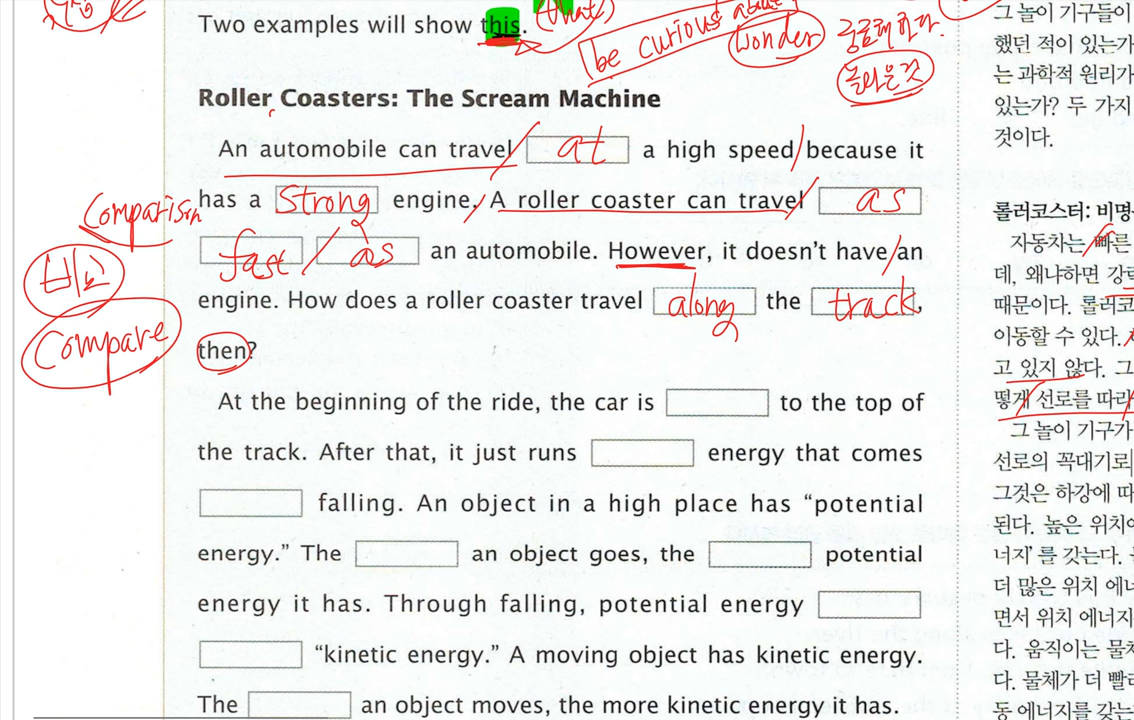 Two examples will show this. (that)
be curious about
wonder 궁금해 한다.
놀라운 것
Roller Coasters: The Scream Machine
An automobile can travel at a high speed because it
has a strong engine. A roller coaster can travel as
fast as an automobile. However, it doesn't have an
engine. How does a roller coaster travel along the track,
then?
Comparison
비교
Compare
At the beginning of the ride, the car is to the top of
the track. After that, it just runs energy that comes
falling. An object in a high place has “potential
energy.” The an object goes, the potential
energy it has. Through falling, potential energy
“kinetic energy.” A moving object has kinetic energy.
The an object moves, the more kinetic energy it has.
그 놀이 기구들이
했던 적이 있는가
는 과학적 원리가
있는가? 두 가지
것이다.
롤러코스터: 비명
자동차는 빠른
데, 왜냐하면 강력
때문이다. 롤러코
이동할 수 있다.
고 있지 않다. 그
떻게 선로를 따라
그 놀이 기구가
선로의 꼭대기로
그것은 하강에 따
된다. 높은 위치에
너지’를 갖는다.
더 많은 위치 에너
면서 위치 에너지
다. 움직이는 물체
다. 물체가 더 빨리
동 에너지를 갖는